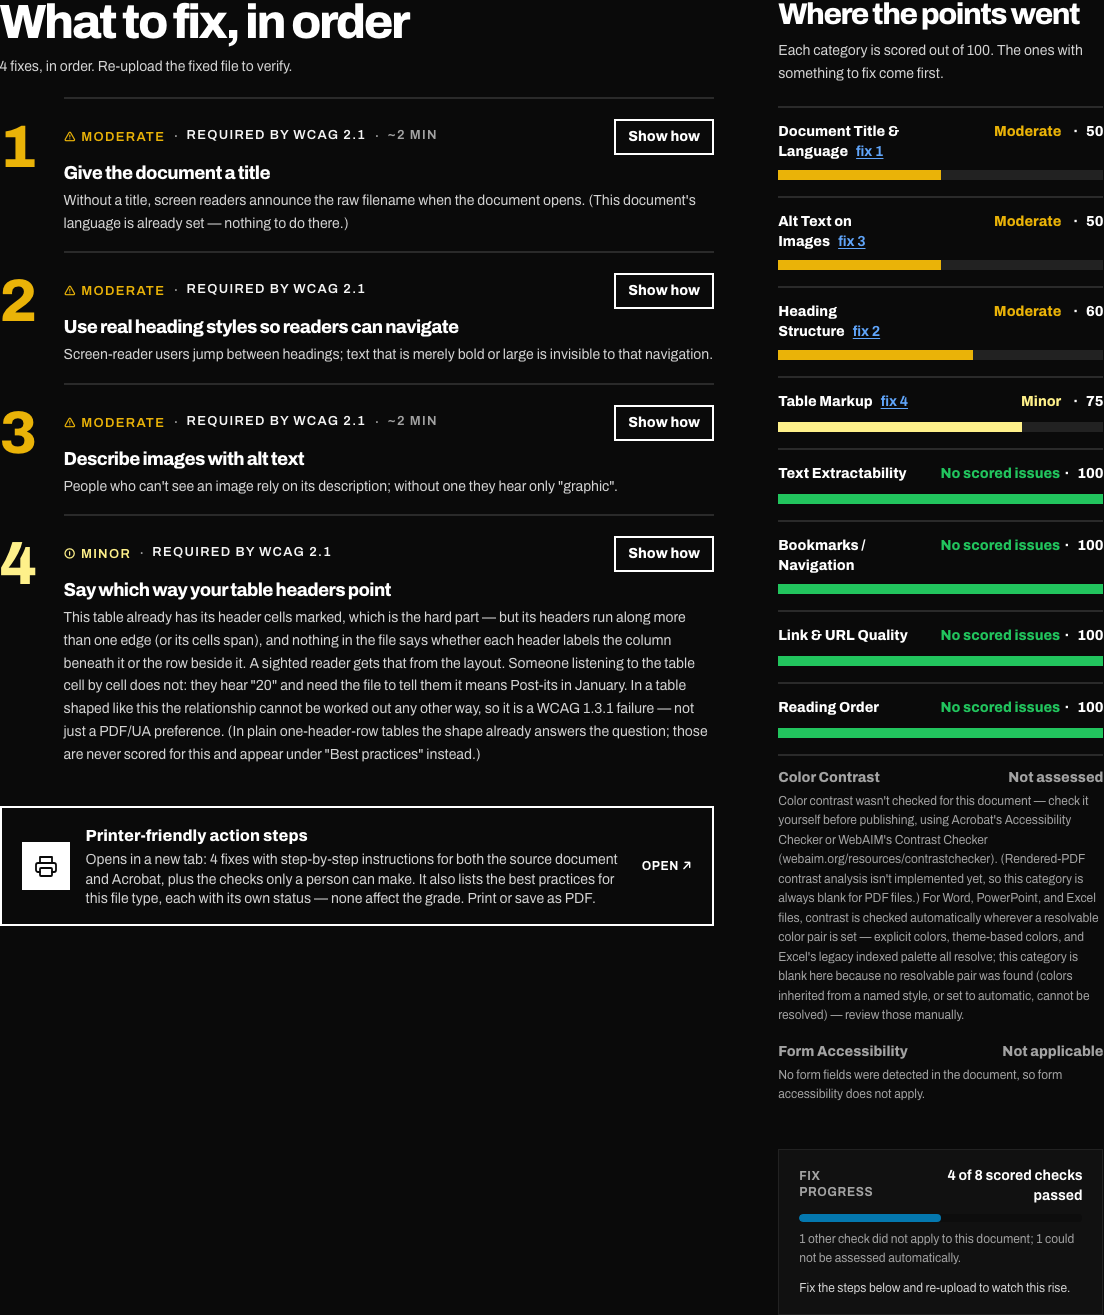 What to fix, in order
4 fixes, in order. Re-upload the fixed file to verify.
1
MODERATE · REQUIRED BY WCAG 2.1 · ~2 MIN
Show how
Give the document a title
Without a title, screen readers announce the raw filename when the document opens. (This document's
language is already set — nothing to do there.)
2
MODERATE · REQUIRED BY WCAG 2.1
Show how
Use real heading styles so readers can navigate
Screen-reader users jump between headings; text that is merely bold or large is invisible to that navigation.
3
MODERATE · REQUIRED BY WCAG 2.1 · ~2 MIN
Show how
Describe images with alt text
People who can't see an image rely on its description; without one they hear only "graphic".
4
MINOR · REQUIRED BY WCAG 2.1
Show how
Say which way your table headers point
This table already has its header cells marked, which is the hard part — but its headers run along more
than one edge (or its cells span), and nothing in the file says whether each header labels the column
beneath it or the row beside it. A sighted reader gets that from the layout. Someone listening to the table
cell by cell does not: they hear "20" and need the file to tell them it means Post-its in January. In a table
shaped like this the relationship cannot be worked out any other way, so it is a WCAG 1.3.1 failure — not
just a PDF/UA preference. (In plain one-header-row tables the shape already answers the question; those
are never scored for this and appear under "Best practices" instead.)
Printer-friendly action steps
Opens in a new tab: 4 fixes with step-by-step instructions for both the source document
and Acrobat, plus the checks only a person can make. It also lists the best practices for
this file type, each with its own status — none affect the grade. Print or save as PDF.
OPEN ↗
Where the points went
Each category is scored out of 100. The ones with
something to fix come first.
Document Title &
Language fix 1
Moderate · 50
Alt Text on
Images fix 3
Moderate · 50
Heading
Structure fix 2
Moderate · 60
Table Markup fix 4
Minor · 75
Text Extractability
No scored issues · 100
Bookmarks /
Navigation
No scored issues · 100
Link & URL Quality
No scored issues · 100
Reading Order
No scored issues · 100
Color Contrast
Not assessed
Color contrast wasn't checked for this document — check it
yourself before publishing, using Acrobat's Accessibility
Checker or WebAIM's Contrast Checker
(webaim.org/resources/contrastchecker). (Rendered-PDF
contrast analysis isn't implemented yet, so this category is
always blank for PDF files.) For Word, PowerPoint, and Excel
files, contrast is checked automatically wherever a resolvable
color pair is set — explicit colors, theme-based colors, and
Excel's legacy indexed palette all resolve; this category is
blank here because no resolvable pair was found (colors
inherited from a named style, or set to automatic, cannot be
resolved) — review those manually.
Form Accessibility
Not applicable
No form fields were detected in the document, so form
accessibility does not apply.
FIX
PROGRESS
4 of 8 scored checks
passed
1 other check did not apply to this document; 1 could
not be assessed automatically.
Fix the steps below and re-upload to watch this rise.